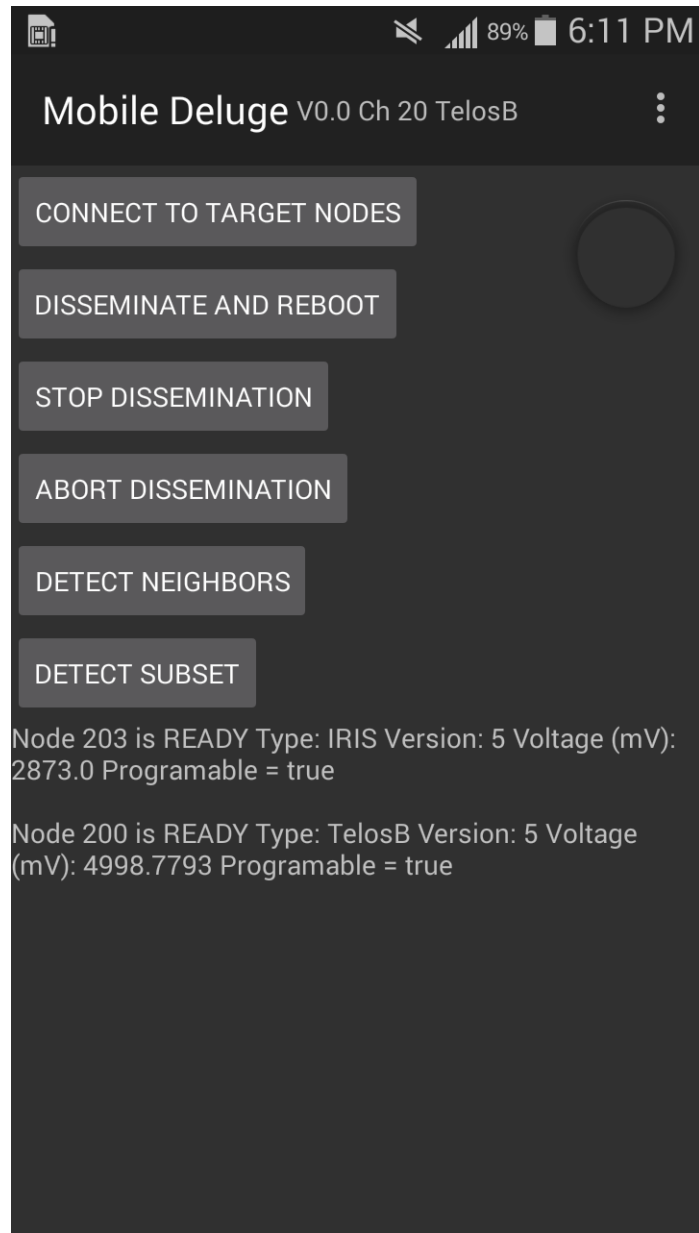 89% 6:11 PM
Mobile Deluge V0.0 Ch 20 TelosB
CONNECT TO TARGET NODES
DISSEMINATE AND REBOOT
STOP DISSEMINATION
ABORT DISSEMINATION
DETECT NEIGHBORS
DETECT SUBSET
Node 203 is READY Type: IRIS Version: 5 Voltage (mV):
2873.0 Programable = true
Node 200 is READY Type: TelosB Version: 5 Voltage
(mV): 4998.7793 Programable = true